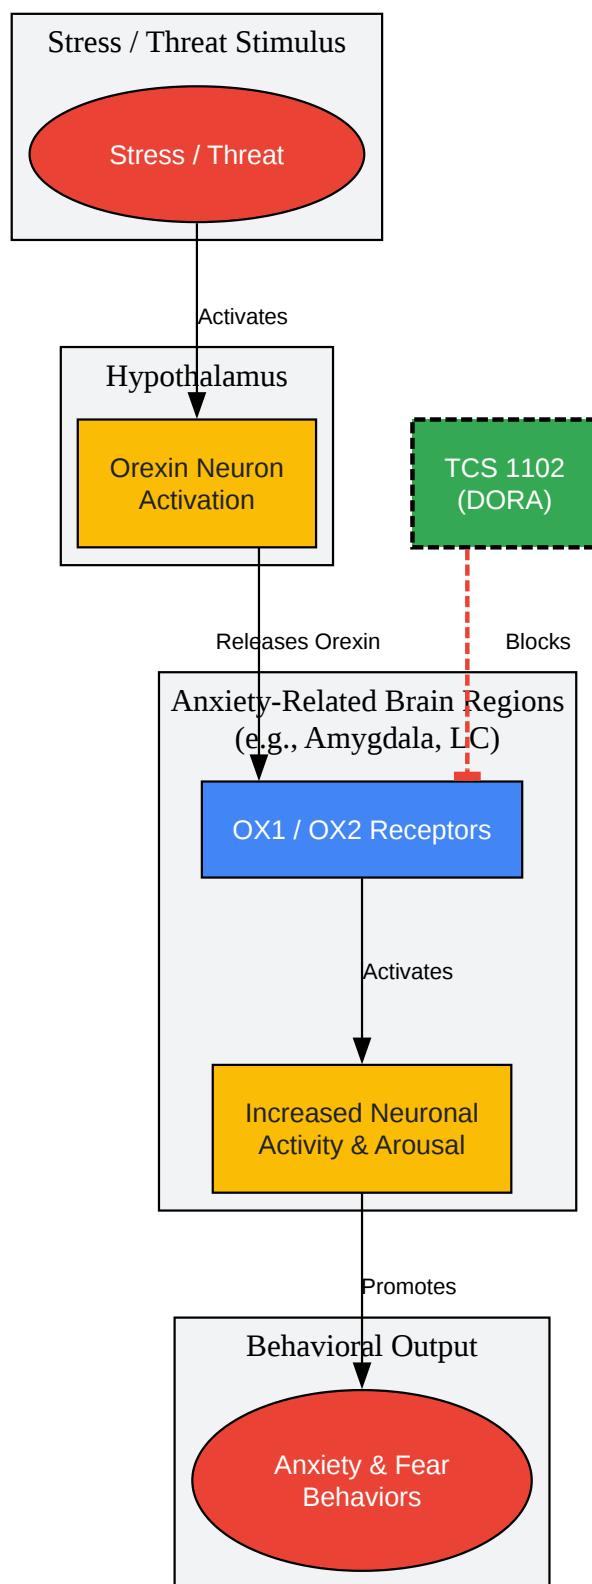 Stress / Threat Stimulus
Stress / Threat
Activates
Hypothalamus
Orexin Neuron
Activation
TCS 1102
(DORA)
Releases Orexin
Blocks
Anxiety-Related Brain Regions
(e.g., Amygdala, LC)
OX1 / OX2 Receptors
Activates
Increased Neuronal
Activity & Arousal
Promotes
Behavioral Output
Anxiety & Fear
Behaviors